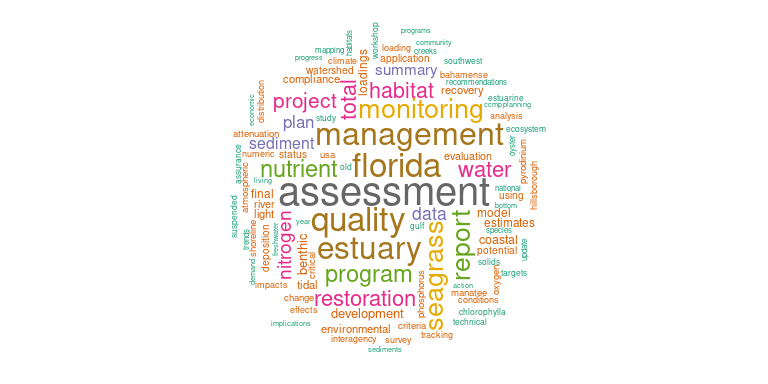 programs
community
workshop
habitats
mapping
loading
creeks
progress
climate
application
southwest
watershed
loadings
summary
bahamense
compliance
habitat
recommendations
recovery
economic
distribution
project
total
monitoring
estuarine
ccmp
planning
study
plan
analysis
attenuation
management
ecosystem
sediment
oyster
numeric
status
usa
florida
evaluation
assurance
nutrient
old
water
pyrodinium
atmospheric
living
assessment
national
hillsborough
final
using
river
quality
data
bottom
suspended
light
model
year
gulf
report
estimates
nitrogen
freshwater
seagrass
species
trends
shoreline
estuary
coastal
deposition
benthic
potential
update
demand
critical
program
solids
targets
impacts
tidal
phosphorus
action
oxygen
manatee
change
restoration
conditions
effects
development
chlorophylla
implications
environmental
criteria
technical
interagency
survey
tracking
sediments